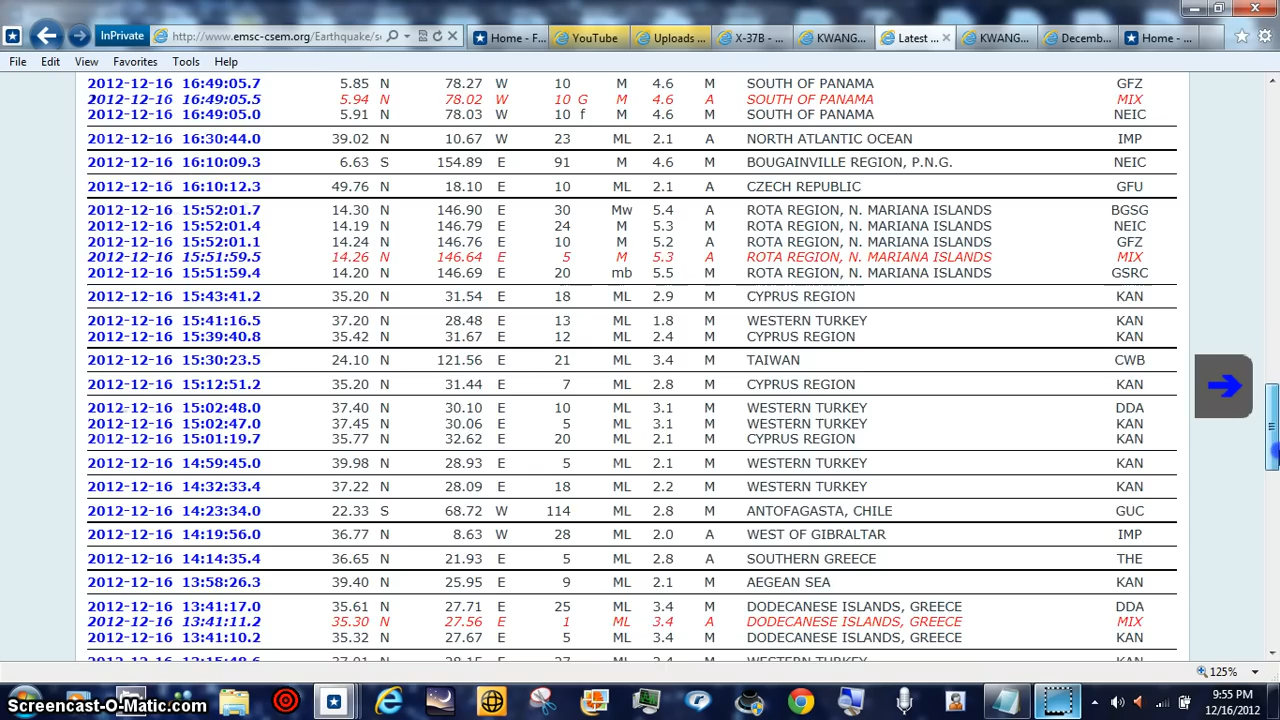 InPrivate
http://www.emsc-csem.org/Earthquake/se
Home - F...
YouTube
Uploads ...
X-37B - ...
KWANG...
Latest ...
KWANG...
Decemb...
Home - ...
File Edit View Favorites Tools Help
2012-12-16 16:49:05.7 5.85 N 78.27 W 10 M 4.6 M SOUTH OF PANAMA GFZ
2012-12-16 16:49:05.5 5.94 N 78.02 W 10 G M 4.6 A SOUTH OF PANAMA MIX
2012-12-16 16:49:05.0 5.91 N 78.03 W 10 f M 4.6 M SOUTH OF PANAMA NEIC
2012-12-16 16:30:44.0 39.02 N 10.67 W 23 ML 2.1 A NORTH ATLANTIC OCEAN IMP
2012-12-16 16:10:09.3 6.63 S 154.89 E 91 M 4.6 M BOUGAINVILLE REGION, P.N.G. NEIC
2012-12-16 16:10:12.3 49.76 N 18.10 E 10 ML 2.1 A CZECH REPUBLIC GFU
2012-12-16 15:52:01.7 14.30 N 146.90 E 30 Mw 5.4 A ROTA REGION, N. MARIANA ISLANDS BGSG
2012-12-16 15:52:01.4 14.19 N 146.79 E 24 M 5.3 M ROTA REGION, N. MARIANA ISLANDS NEIC
2012-12-16 15:52:01.1 14.24 N 146.76 E 10 M 5.2 A ROTA REGION, N. MARIANA ISLANDS GFZ
2012-12-16 15:51:59.5 14.26 N 146.64 E 5 M 5.3 A ROTA REGION, N. MARIANA ISLANDS MIX
2012-12-16 15:51:59.4 14.20 N 146.69 E 20 mb 5.5 M ROTA REGION, N. MARIANA ISLANDS GSRC
2012-12-16 15:43:41.2 35.20 N 31.54 E 18 ML 2.9 M CYPRUS REGION KAN
2012-12-16 15:41:16.5 37.20 N 28.48 E 13 ML 1.8 M WESTERN TURKEY KAN
2012-12-16 15:39:40.8 35.42 N 31.67 E 12 ML 2.4 M CYPRUS REGION KAN
2012-12-16 15:30:23.5 24.10 N 121.56 E 21 ML 3.4 M TAIWAN CWB
2012-12-16 15:12:51.2 35.20 N 31.44 E 7 ML 2.8 M CYPRUS REGION KAN
2012-12-16 15:02:48.0 37.40 N 30.10 E 10 ML 3.1 M WESTERN TURKEY DDA
2012-12-16 15:02:47.0 37.45 N 30.06 E 5 ML 3.1 M WESTERN TURKEY KAN
2012-12-16 15:01:19.7 35.77 N 32.62 E 20 ML 2.1 M CYPRUS REGION KAN
2012-12-16 14:59:45.0 39.98 N 28.93 E 5 ML 2.1 M WESTERN TURKEY KAN
2012-12-16 14:32:33.4 37.22 N 28.09 E 18 ML 2.2 M WESTERN TURKEY KAN
2012-12-16 14:23:34.0 22.33 S 68.72 W 114 ML 2.8 M ANTOFAGASTA, CHILE GUC
2012-12-16 14:19:56.0 36.77 N 8.63 W 28 ML 2.0 A WEST OF GIBRALTAR IMP
2012-12-16 14:14:35.4 36.65 N 21.93 E 5 ML 2.8 A SOUTHERN GREECE THE
2012-12-16 13:58:26.3 39.40 N 25.95 E 9 ML 2.1 M AEGEAN SEA KAN
2012-12-16 13:41:17.0 35.61 N 27.71 E 25 ML 3.4 M DODECANESE ISLANDS, GREECE DDA
2012-12-16 13:41:11.2 35.30 N 27.56 E 1 ML 3.4 A DODECANESE ISLANDS, GREECE MIX
2012-12-16 13:41:10.2 35.32 N 27.67 E 5 ML 3.4 M DODECANESE ISLANDS, GREECE KAN
125%
Screencast-O-Matic.com
9:55 PM
12/16/2012